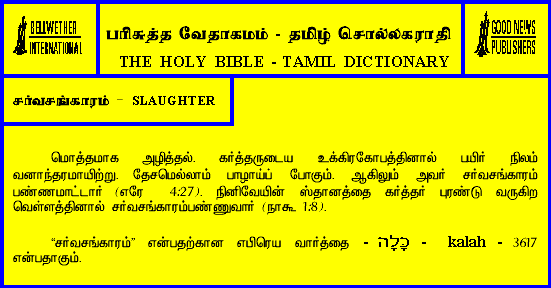 BELLWETHER
INTERNATIONAL
பரிசுத்த வேதாகமம் - தமிழ் சொல்லகராதி
THE HOLY BIBLE - TAMIL DICTIONARY
GOOD NEWS
PUBLISHERS
சர்வசங்காரம் - SLAUGHTER
மொத்தமாக அழித்தல். கர்த்தருடைய உக்கிரகோபத்தினால் பயிர் நிலம்
வனாந்தரமாயிற்று. தேசமெல்லாம் பாழாய்ப் போகும். ஆகிலும் அவர் சர்வசங்காரம்
பண்ணமாட்டார் (எரே 4:27). நினிவேயின் ஸ்தானத்தை கர்த்தர் புரண்டு வருகிற
வெள்ளத்தினால் சர்வசங்காரம்பண்ணுவார் (நாகூ 1:8).
“சர்வசங்காரம்” என்பதற்கான எபிரெய வார்த்தை - כָּלָה - kalah - 3617
என்பதாகும்.